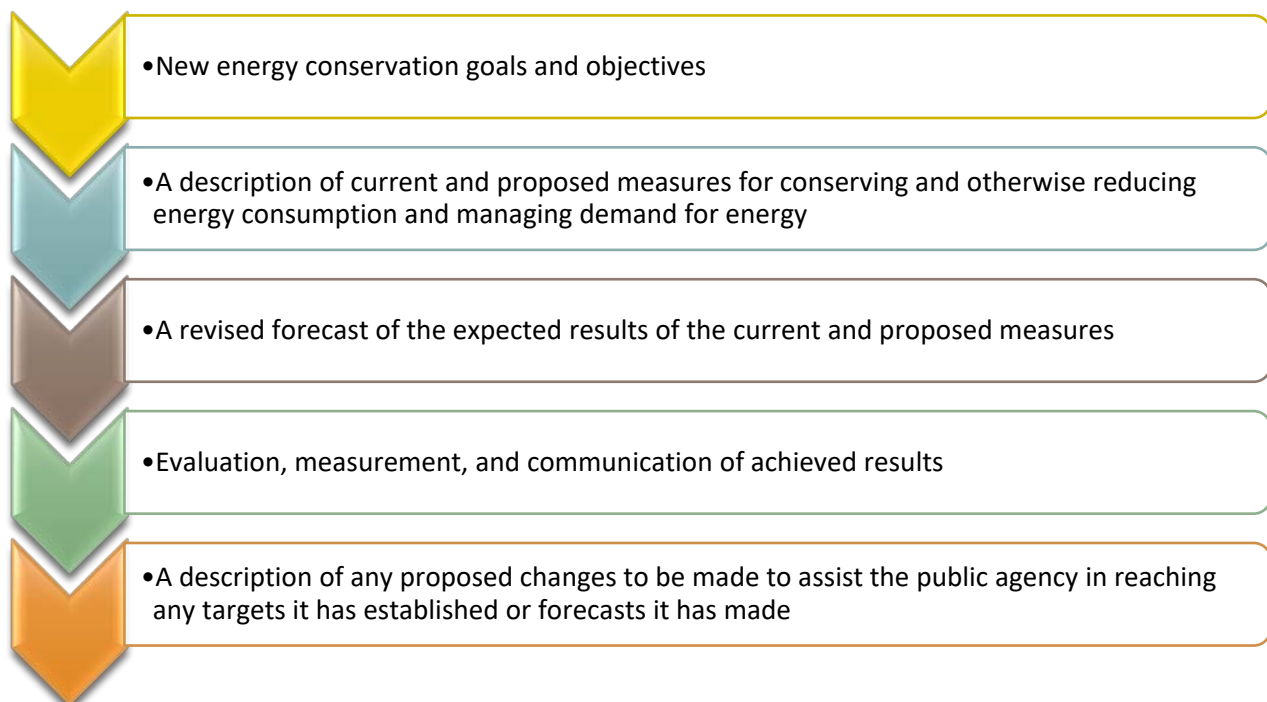 •New energy conservation goals and objectives
•A description of current and proposed measures for conserving and otherwise reducing
energy consumption and managing demand for energy
•A revised forecast of the expected results of the current and proposed measures
•Evaluation, measurement, and communication of achieved results
•A description of any proposed changes to be made to assist the public agency in reaching
any targets it has established or forecasts it has made